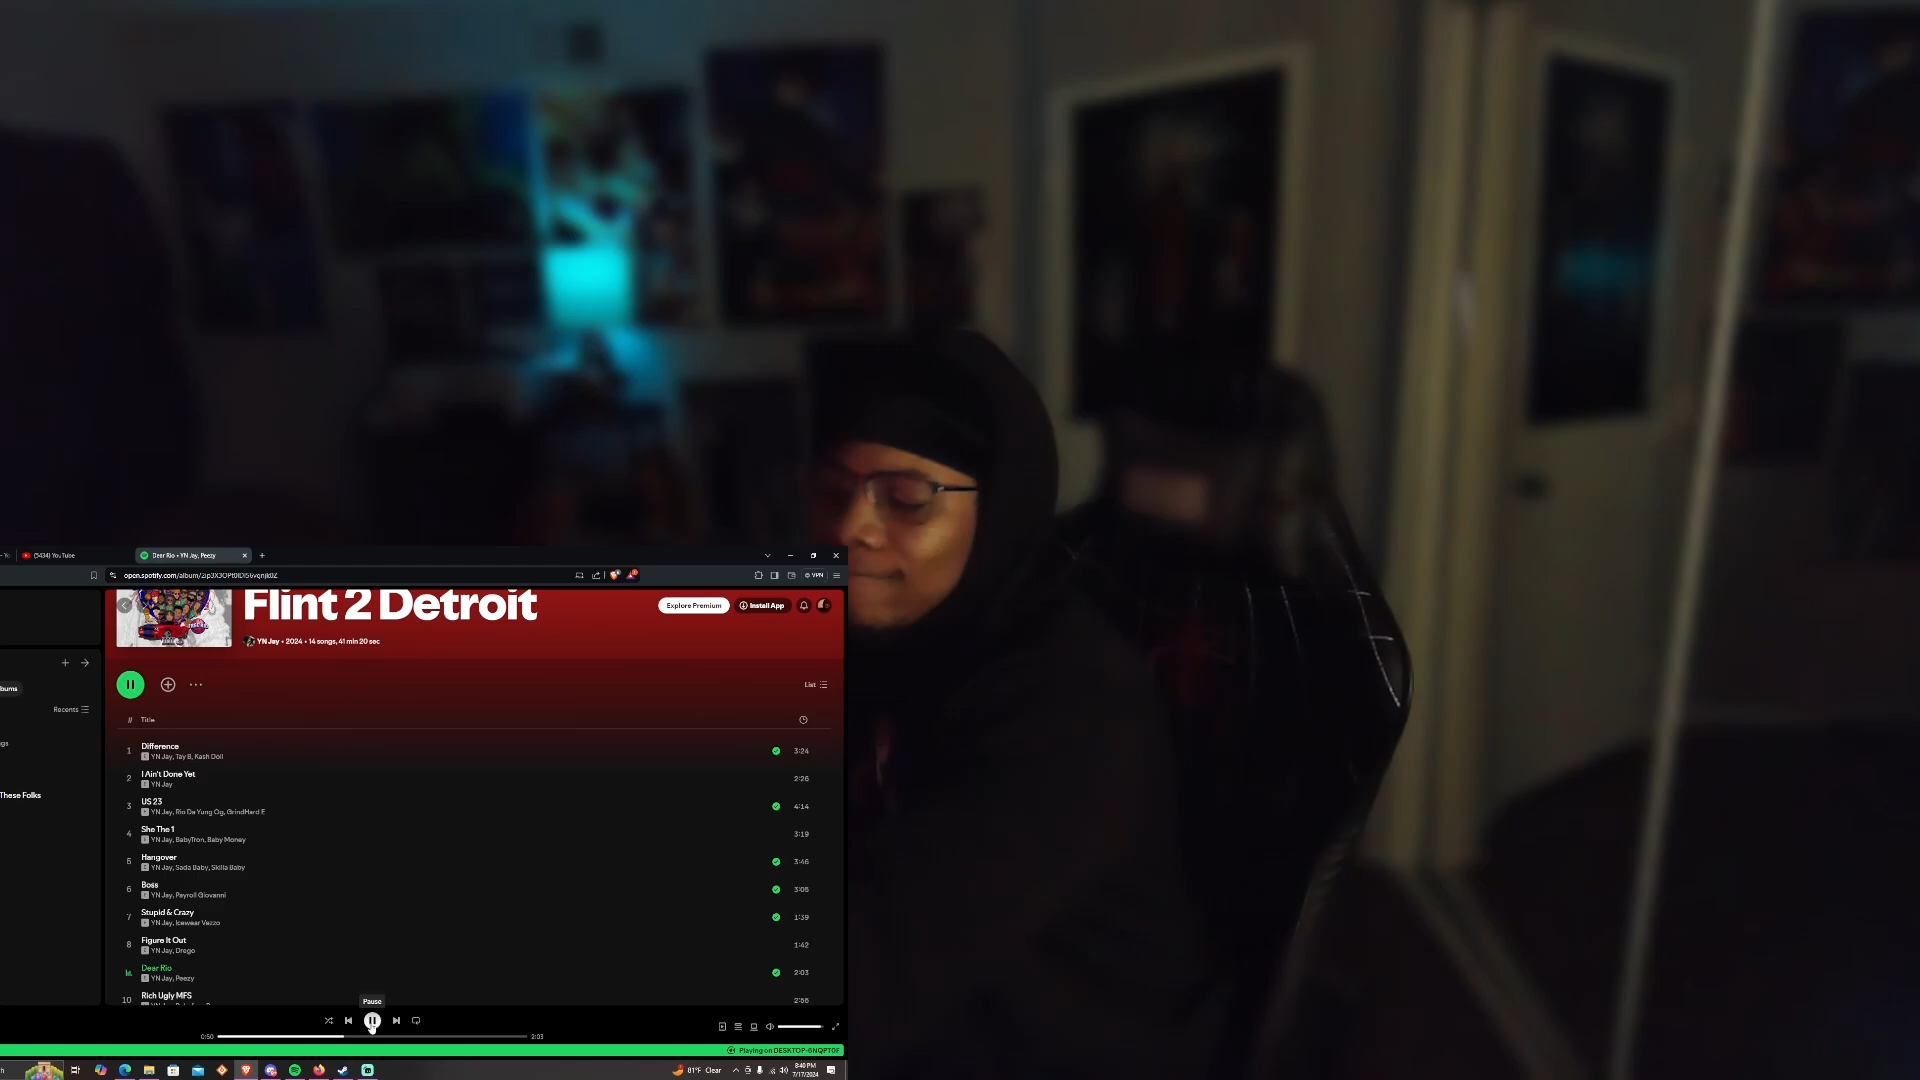 (5434) YouTube
Dear Rio • YN Jay, Peezy
VPN
Flint 2 Detroit
Explore Premium
Install App
YN Jay • 2024 • 14 songs, 41 min 20 sec
List
Recents
# Title
1 Difference 3:24
E YN Jay, Tay B, Kash Doll
2 I Ain't Done Yet 2:26
E YN Jay
These Folks
3 US 23 4:14
E YN Jay, Rio Da Yung Og, GrindHard E
4 She The 1 3:19
E YN Jay, BabyTron, Baby Money
5 Hangover 3:46
E YN Jay, Sada Baby, Skilla Baby
6 Boss 3:05
E YN Jay, Payroll Giovanni
7 Stupid & Crazy 1:39
E YN Jay, Icewear Vezzo
8 Figure It Out 1:42
E YN Jay, Drego
Dear Rio 2:03
E YN Jay, Peezy
10 Rich Ugly MFS 2:56
Pause
0:50 2:03
Playing on DESKTOP-6NQPT0F
81°F Clear
8:40 PM
7/17/2024